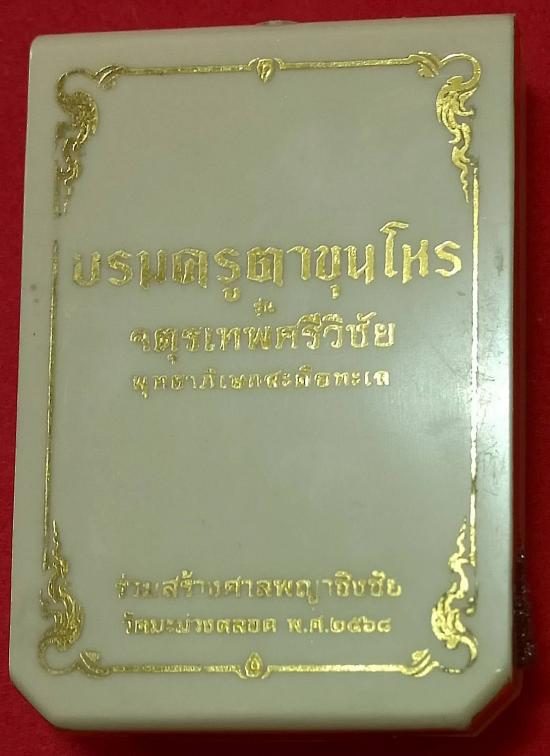 บรมครูตาขุนโหร
รุ่น
จตุรเทพศรีวิชัย
พุทธาภิเษกสะดือทะเล
ร่วมสร้างศาลพญาชิงชัย
วัดมะม่วงตลอด พ.ศ.๒๕๖๘